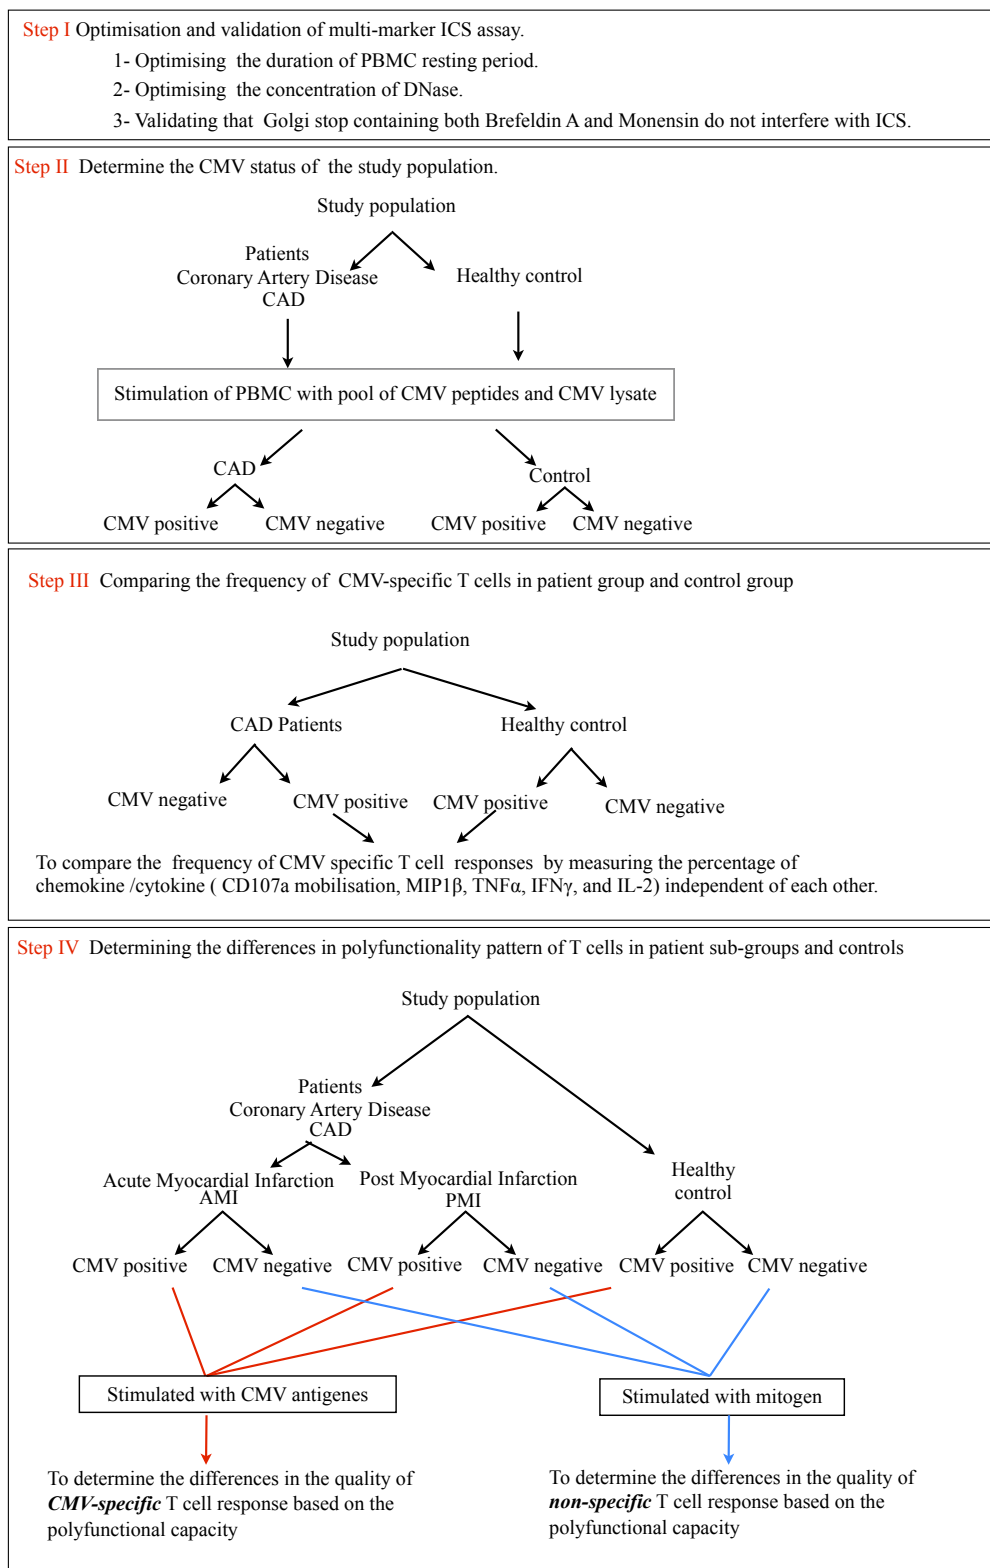 Step I Optimisation and validation of multi-marker ICS assay.
1- Optimising the duration of PBMC resting period.
2- Optimising the concentration of DNase.
3- Validating that Golgi stop containing both Brefeldin A and Monensin do not interfere with ICS.
Step II Determine the CMV status of the study population.
Study population
Patients
Coronary Artery Disease
CAD
Healthy control
Stimulation of PBMC with pool of CMV peptides and CMV lysate
CAD
Control
CMV positive
CMV negative
CMV positive
CMV negative
Step III Comparing the frequency of CMV-specific T cells in patient group and control group
Study population
CAD Patients
Healthy control
CMV negative
CMV positive
CMV positive
CMV negative
To compare the frequency of CMV specific T cell responses by measuring the percentage of
chemokine /cytokine ( CD107a mobilisation, MIP1β, TNFα, IFNγ, and IL-2) independent of each other.
Step IV Determining the differences in polyfunctionality pattern of T cells in patient sub-groups and controls
Study population
Patients
Coronary Artery Disease
CAD
Acute Myocardial Infarction
AMI
Post Myocardial Infarction
PMI
Healthy
control
CMV positive
CMV negative
CMV positive
CMV negative
CMV positive
CMV negative
Stimulated with CMV antigenes
Stimulated with mitogen
To determine the differences in the quality of
CMV-specific T cell response based on the
polyfunctional capacity
To determine the differences in the quality of
non-specific T cell response based on the
polyfunctional capacity